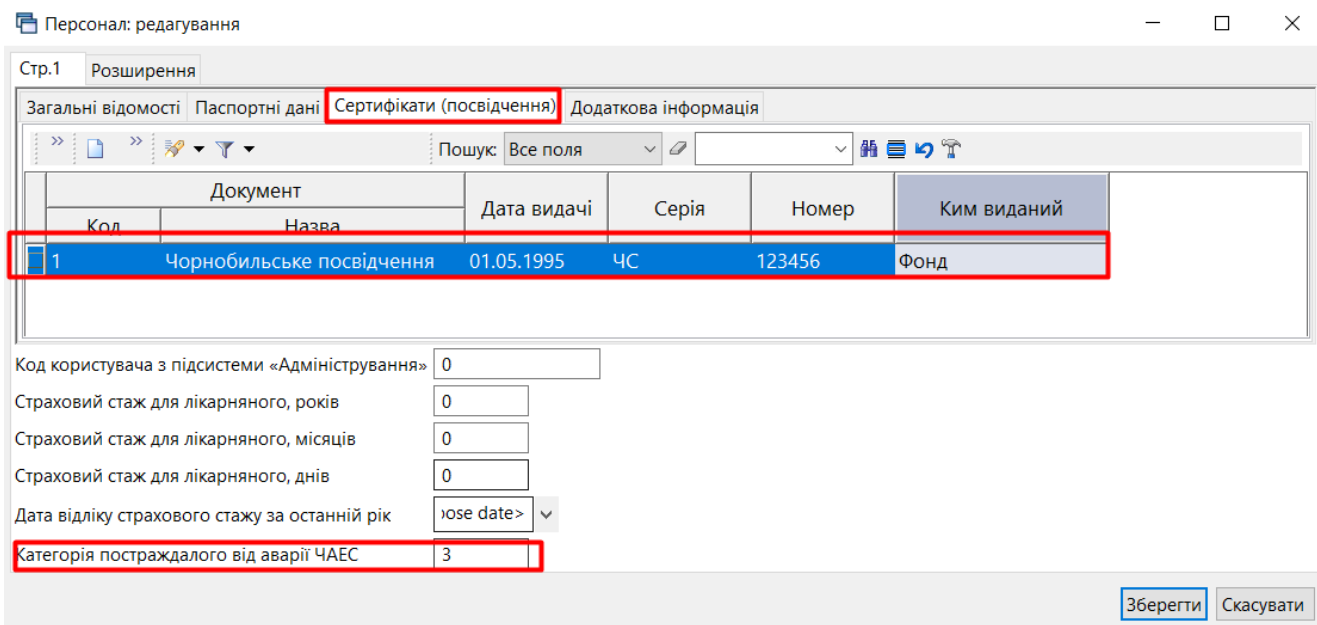 Персонал: редагування
Стр.1 Розширення
Загальні відомості Паспортні дані Сертифікати (посвідчення) Додаткова інформація
Пошук: Все поля
Документ Дата видачі Серія Номер Ким виданий
Код Назва
1 Чорнобильське посвідчення 01.05.1995 ЧС 123456 Фонд
Код користувача з підсистеми «Адміністрування» 0
Страховий стаж для лікарняного, років 0
Страховий стаж для лікарняного, місяців 0
Страховий стаж для лікарняного, днів 0
Дата відліку страхового стажу за останній рік ose date>
Категорія постраждалого від аварії ЧАЕС 3
Зберегти Скасувати